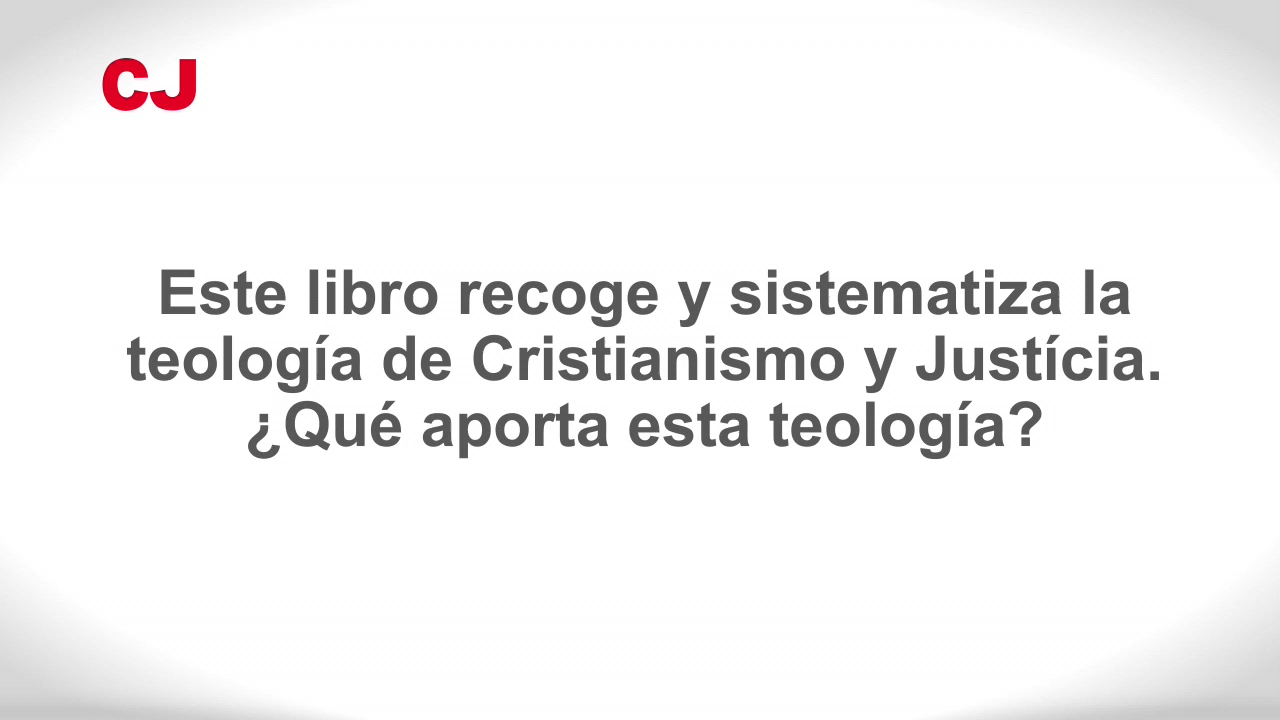 CJ
Este libro recoge y sistematiza la
teología de Cristianismo y Justícia.
¿Qué aporta esta teología?